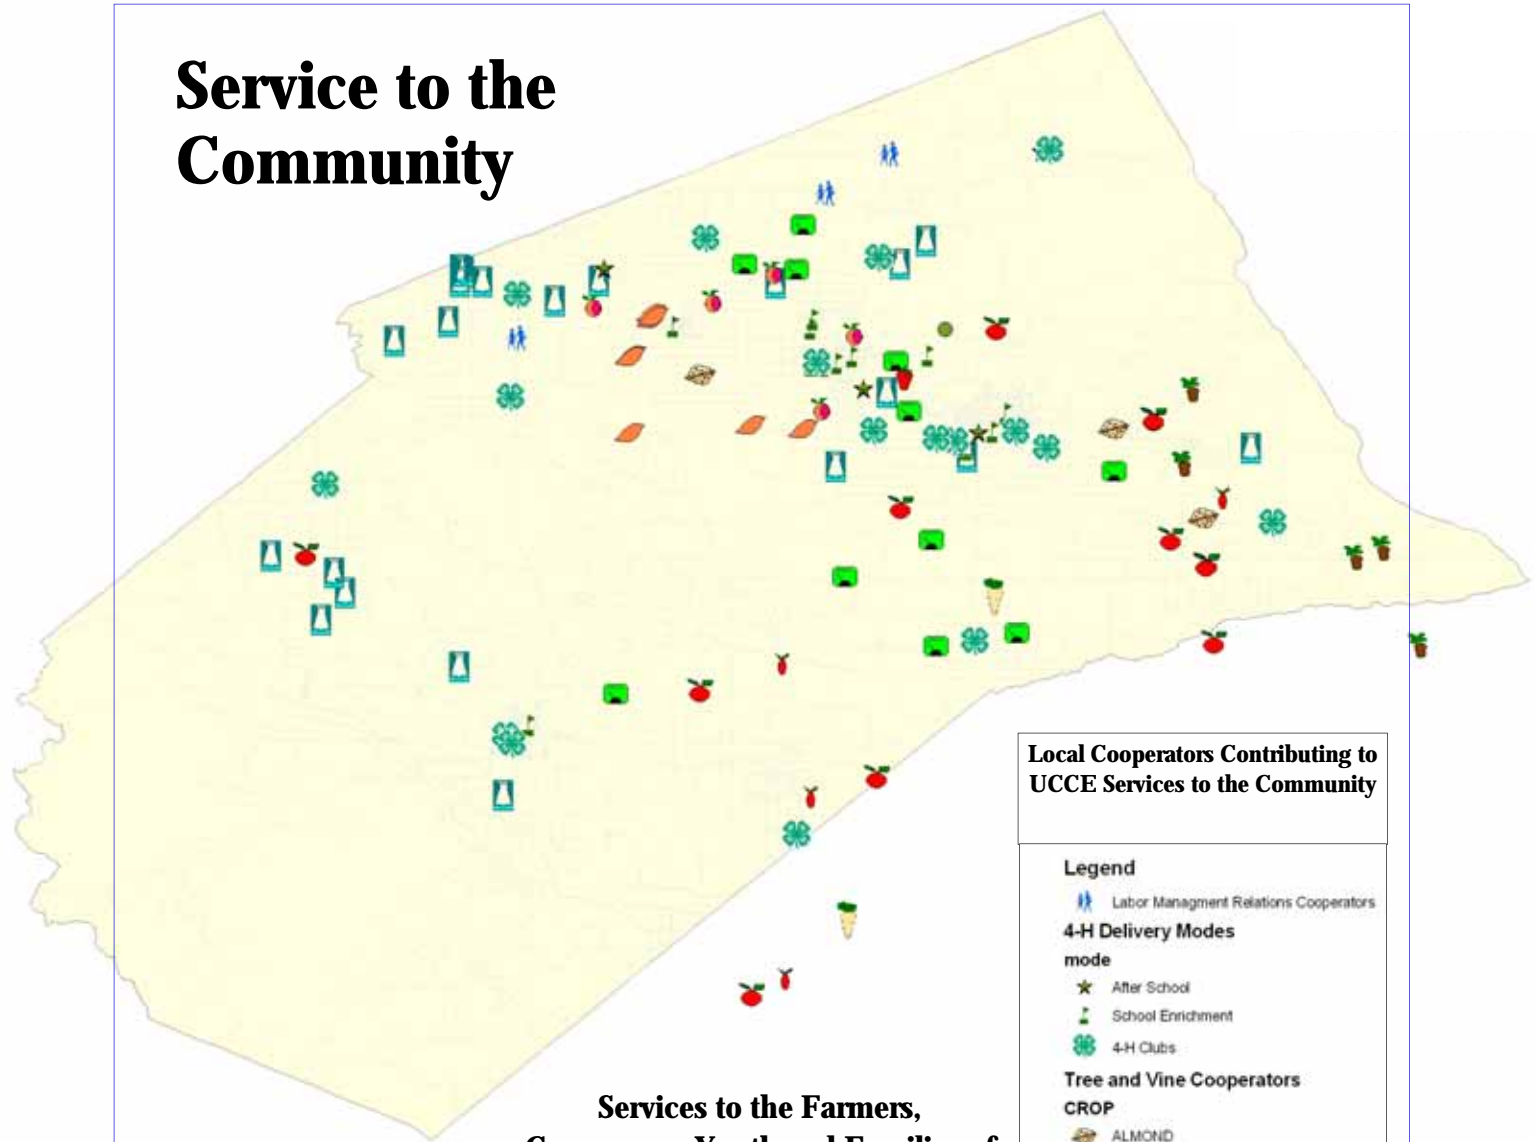 Service to the
Community
Local Cooperators Contributing to
UCCE Services to the Community
Legend
Labor Managment Relations Cooperators
4-H Delivery Modes
mode
After School
School Enrichment
4-H Clubs
Tree and Vine Cooperators
CROP
ALMOND
Services to the Farmers,